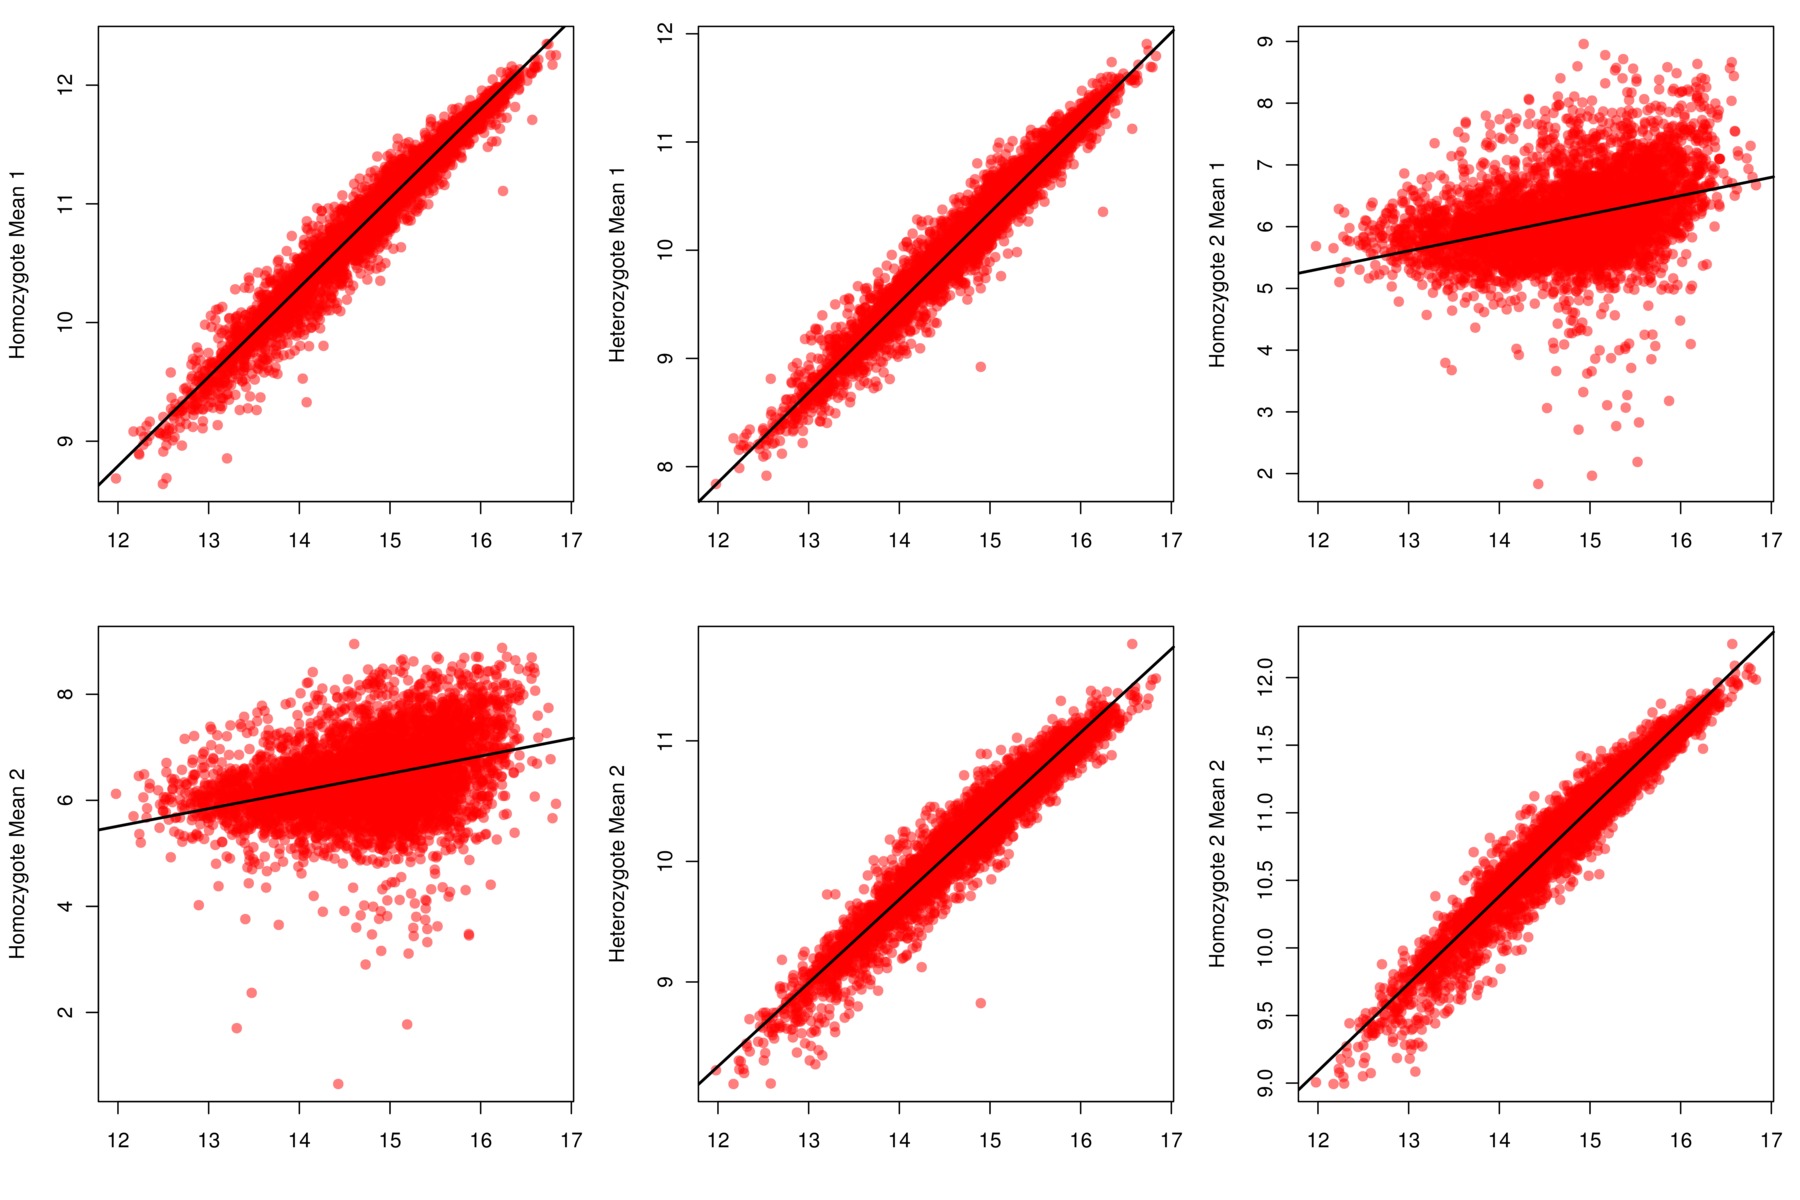 Homozygote Mean 1
9 10 11 12
12 13 14 15 16 17
Heterozygote Mean 1
8 9 10 11 12
12 13 14 15 16 17
Homozygote 2 Mean 1
2 3 4 5 6 7 8 9
12 13 14 15 16 17
Homozygote Mean 2
2 4 6 8
12 13 14 15 16 17
Heterozygote Mean 2
9 10 11
12 13 14 15 16 17
Homozygote 2 Mean 2
9.0 9.5 10.0 10.5 11.0 11.5 12.0
12 13 14 15 16 17